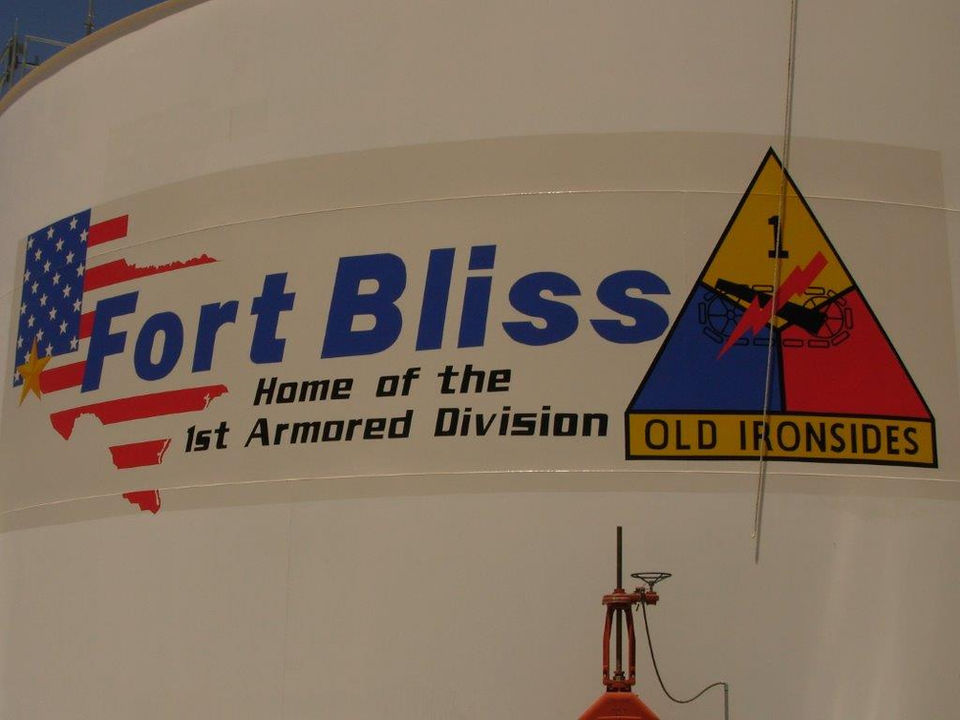 Fort Bliss
Home of the
1st Armored Division
1
OLD IRONSIDES